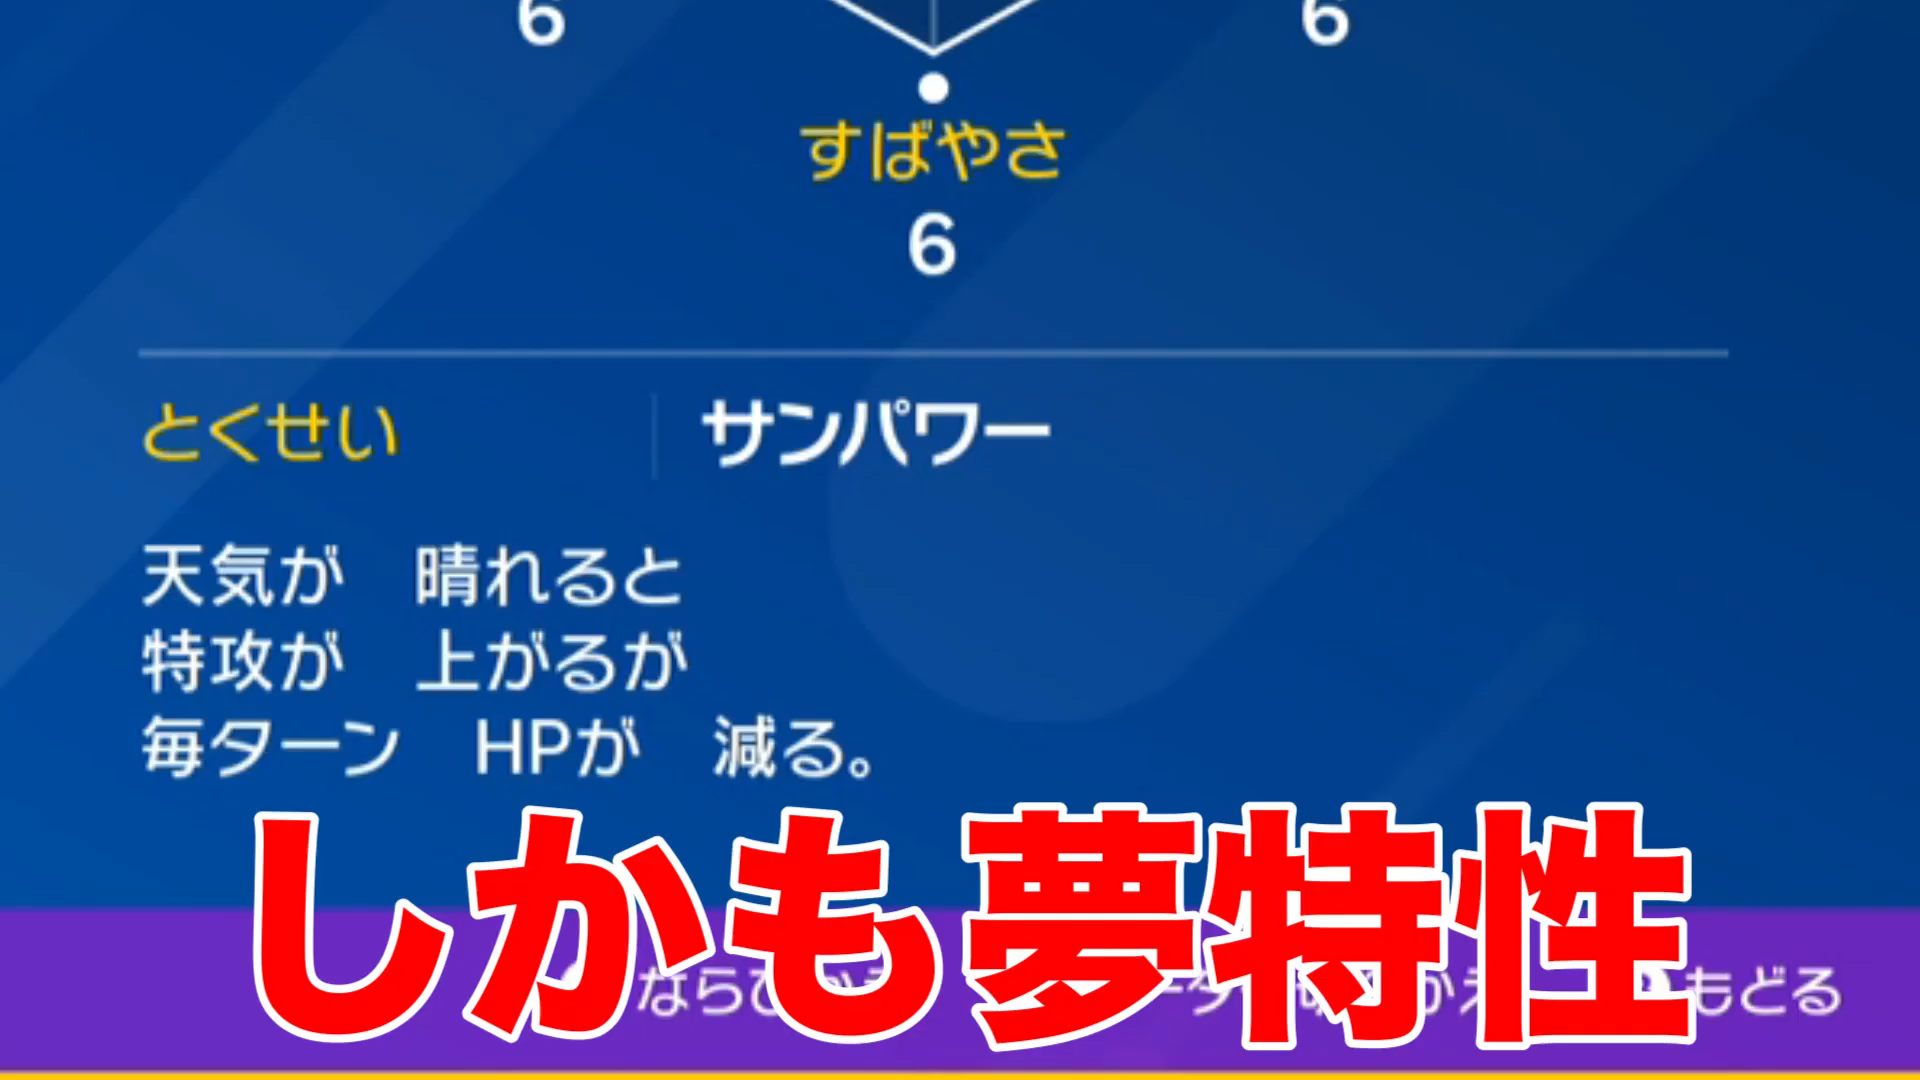 6 6
すばやさ
6
とくせい サンパワー
天気が 晴れると
特攻が 上がるが
毎ターン HPが 減る。
しかも夢特性
もどる